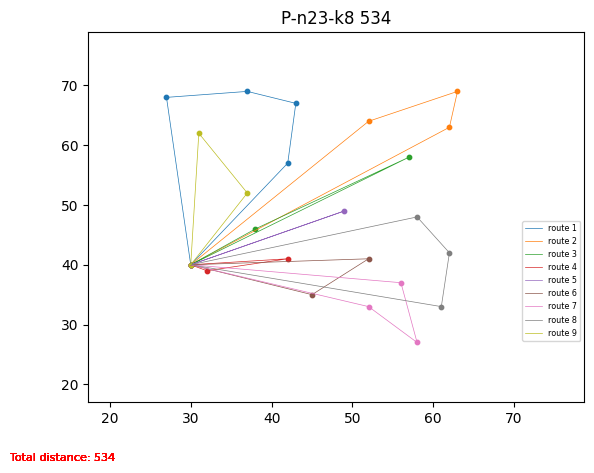 P-n23-k8 534
70
60
50
40
30
20
20 30 40 50 60 70
route 1
route 2
route 3
route 4
route 5
route 6
route 7
route 8
route 9
Total distance: 534